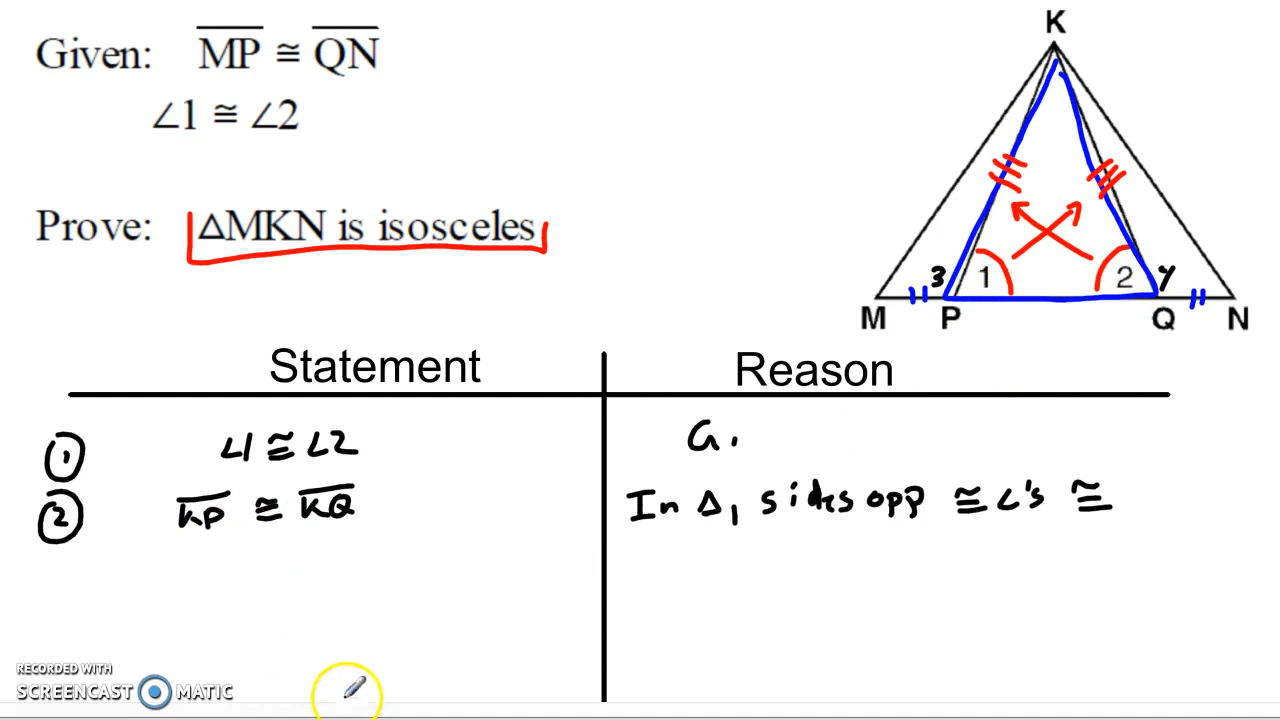 Given: MP ≅ QN
∠1 ≅ ∠2
Prove: ΔMKN is isosceles
K
3 1 2 4
M P Q N
Statement Reason
① ∠1 ≅ ∠2 G.
② KP ≅ KQ In Δ, sides opp ≅ ∠'s ≅
RECORDED WITH
SCREENCAST MATIC